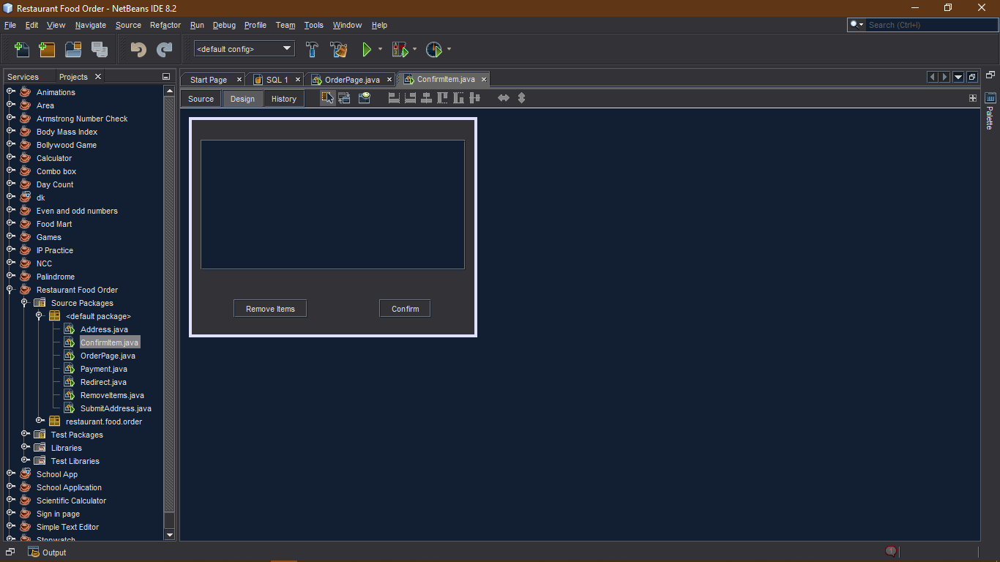 Restaurant Food Order - NetBeans IDE 8.2
File Edit View Navigate Source Refactor Run Debug Profile Team Tools Window Help
Search (Ctrl+I)
<default config>
Services Projects
Start Page SQL 1 OrderPage.java ConfirmItem.java
Source Design History
Palette
Animations
Area
Armstrong Number Check
Body Mass Index
Bollywood Game
Calculator
Combo box
Day Count
dk
Even and odd numbers
Food Mart
Games
IP Practice
NCC
Palindrome
Restaurant Food Order
Source Packages
<default package>
Address.java
ConfirmItem.java
OrderPage.java
Payment.java
Redirect.java
RemoveItems.java
SubmitAddress.java
restaurant.food.order
Test Packages
Libraries
Test Libraries
School App
School Application
Scientific Calculator
Sign in page
Simple Text Editor
Stopwatch
Remove Items Confirm
Output
1